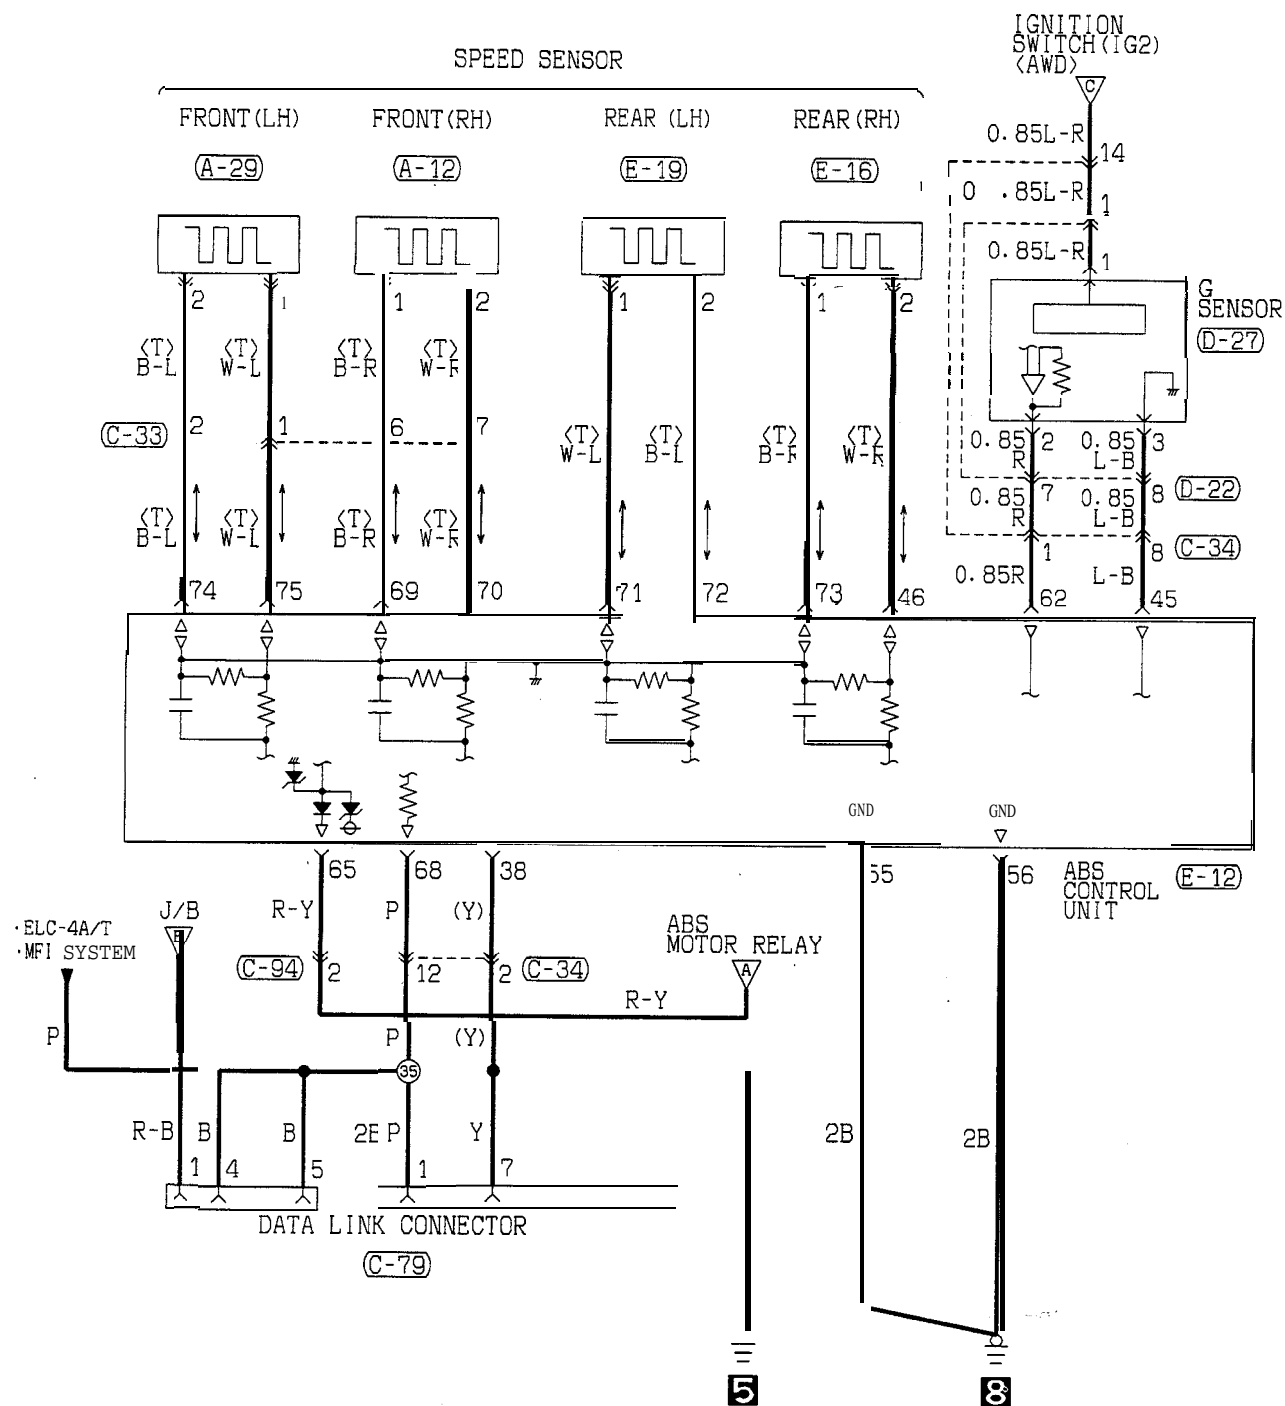 IGNITION
SWITCH(IG2)
<AWD>
C
SPEED SENSOR
FRONT(LH) FRONT(RH) REAR (LH) REAR(RH)
A-29 A-12 E-19 E-16
0.85L-R
14
0 .85L-R
1
0.85L-R
1
G
SENSOR
D-27
2 1 1 2 1 2 1 2
<T> <T> <T> <T>
B-L W-L B-R W-R
C-33 2 1 6 7
<T> <T> <T> <T>
W-L B-L B-R W-R
0.85 2 0.85 3
R L-B
D-22
0.85 7 0.85 8
R L-B
<T> <T> <T> <T>
B-L W-L B-R W-R
1 8 C-34
0.85R L-B
74 75 69 70 71 72 73 46 62 45
GND GND
65 68 38 55 56
ABS
CONTROL
UNIT
E-12
R-Y P (Y)
J/B
·ELC-4A/T
·MFI SYSTEM
ABS
MOTOR RELAY
A
C-94 2 12 2 C-34
R-Y
P P (Y)
35
R-B B B 2B P Y 2B 2B
1 4 5 1 7
DATA LINK CONNECTOR
C-79
5 8